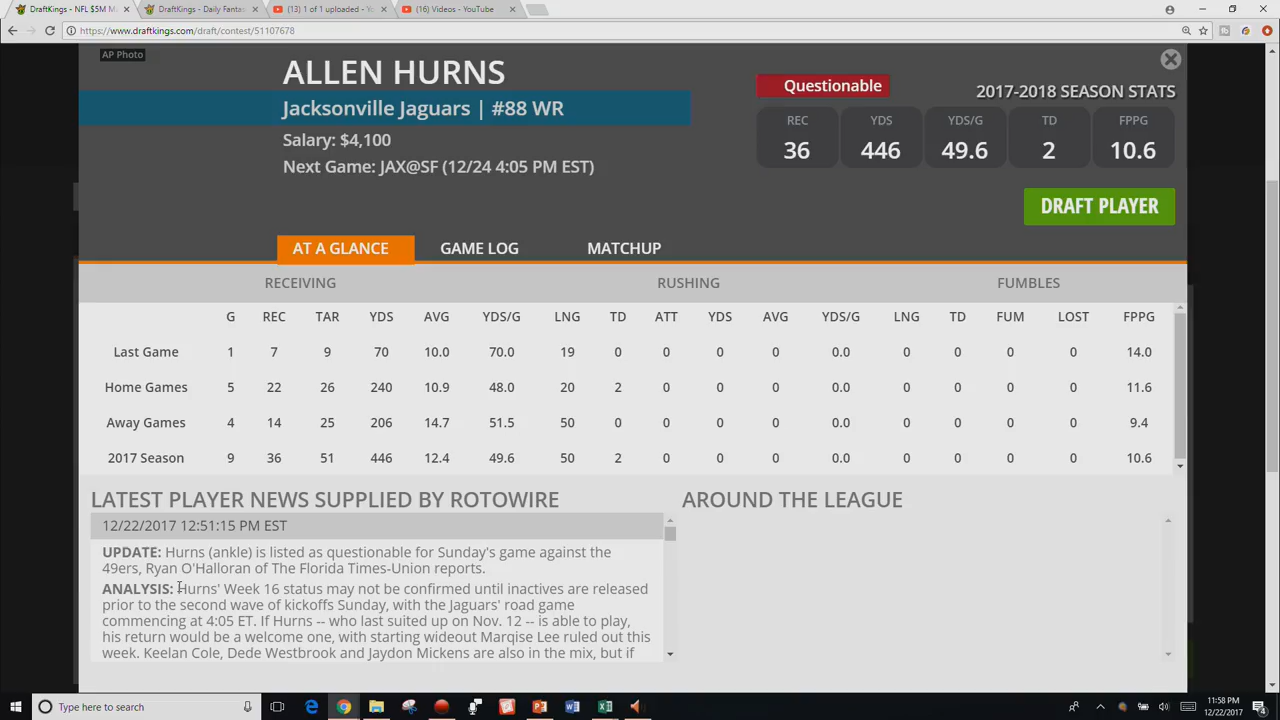 DraftKings - NFL $5M M
DraftKings - Daily Fantas
(13) 1 of 1 uploaded - Yo
(16) Videos - YouTube
https://www.draftkings.com/draft/contest/51107678
AP Photo
ALLEN HURNS
Jacksonville Jaguars | #88 WR
Salary: $4,100
Next Game: JAX@SF (12/24 4:05 PM EST)
Questionable
2017-2018 SEASON STATS
REC YDS YDS/G TD FPPG
36 446 49.6 2 10.6
DRAFT PLAYER
AT A GLANCE GAME LOG MATCHUP
RECEIVING RUSHING FUMBLES
G REC TAR YDS AVG YDS/G LNG TD ATT YDS AVG YDS/G LNG TD FUM LOST FPPG
Last Game 1 7 9 70 10.0 70.0 19 0 0 0 0 0.0 0 0 0 0 14.0
Home Games 5 22 26 240 10.9 48.0 20 2 0 0 0 0.0 0 0 0 0 11.6
Away Games 4 14 25 206 14.7 51.5 50 0 0 0 0 0.0 0 0 0 0 9.4
2017 Season 9 36 51 446 12.4 49.6 50 2 0 0 0 0.0 0 0 0 0 10.6
LATEST PLAYER NEWS SUPPLIED BY ROTOWIRE
12/22/2017 12:51:15 PM EST
UPDATE: Hurns (ankle) is listed as questionable for Sunday's game against the
49ers, Ryan O'Halloran of The Florida Times-Union reports.
ANALYSIS: Hurns' Week 16 status may not be confirmed until inactives are released
prior to the second wave of kickoffs Sunday, with the Jaguars' road game
commencing at 4:05 ET. If Hurns -- who last suited up on Nov. 12 -- is able to play,
his return would be a welcome one, with starting wideout Marqise Lee ruled out this
week. Keelan Cole, Dede Westbrook and Jaydon Mickens are also in the mix, but if
AROUND THE LEAGUE
Type here to search
11:58 PM
12/22/2017
4